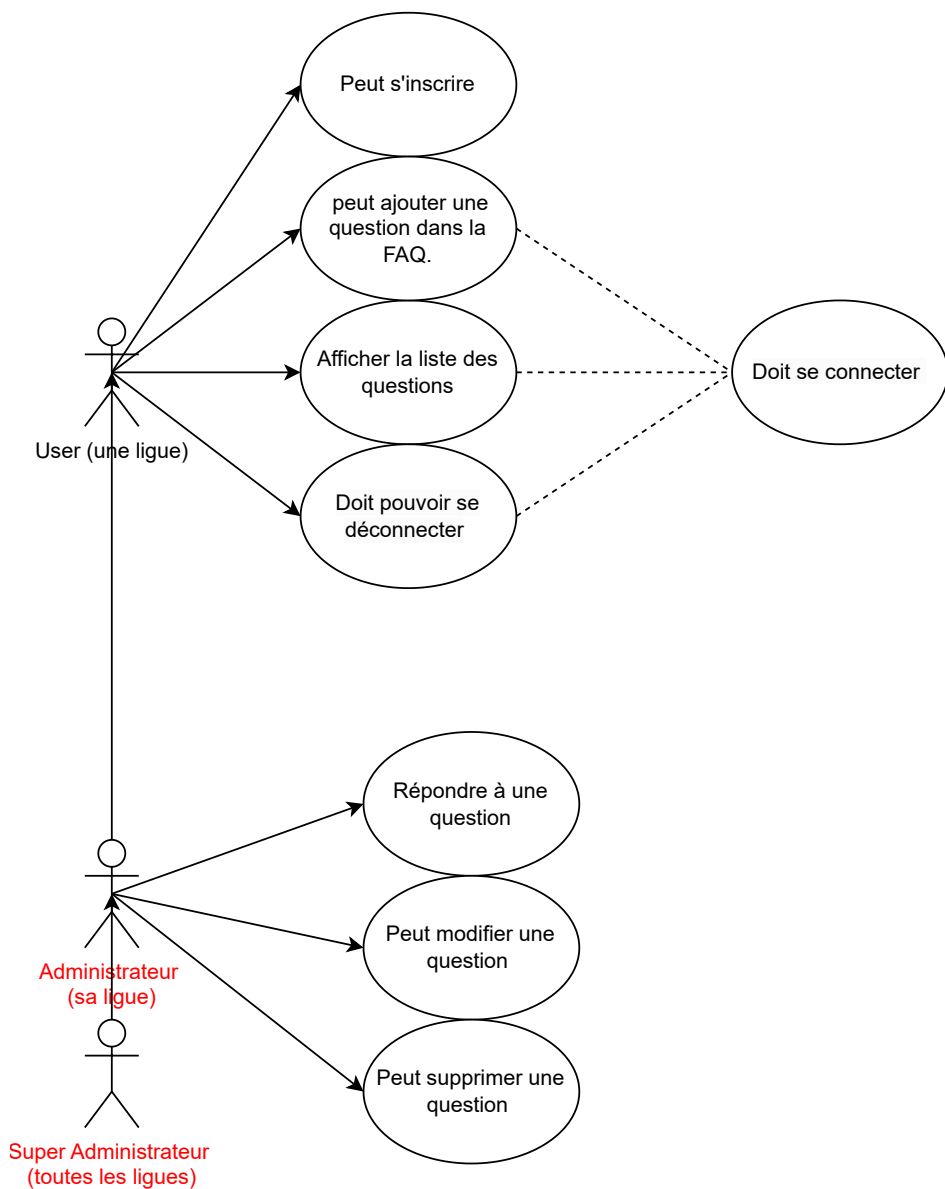 Peut s'inscrire
peut ajouter une
question dans la
FAQ.
Afficher la liste des
questions
Doit se connecter
User (une ligue)
Doit pouvoir se
déconnecter
Répondre à une
question
Peut modifier une
question
Administrateur
(sa ligue)
Peut supprimer une
question
Super Administrateur
(toutes les ligues)